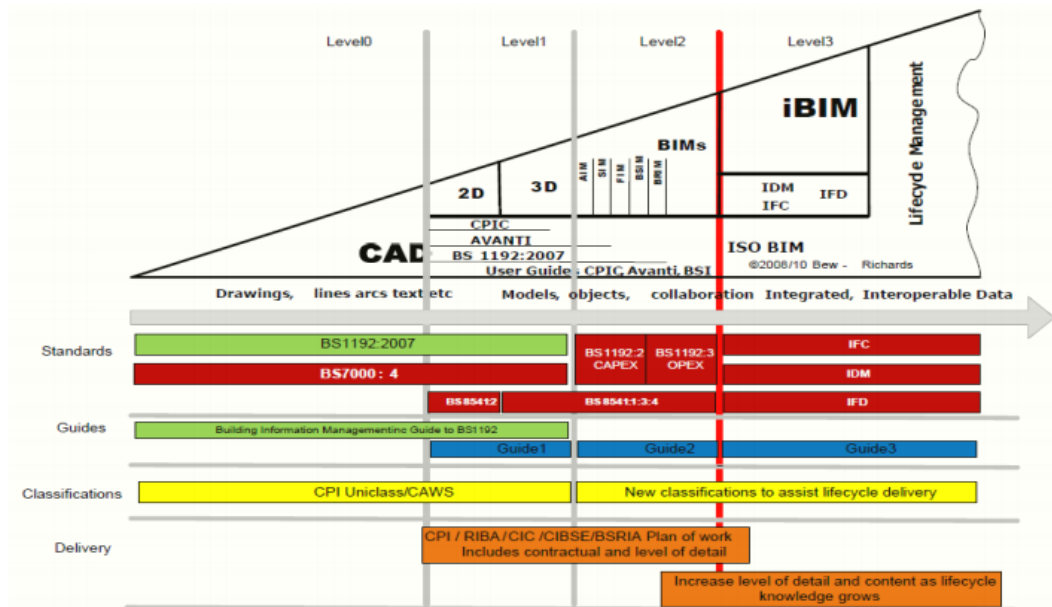 Level0 Level1 Level2 Level3
iBIM
BIMs
AIM
SIM
FIM
BSIM
BRIM
2D 3D
IDM IFD
IFC
Lifecycle Management
CPIC
AVANTI
CAD BS 1192:2007
User Guides CPIC, Avanti, BSI
ISO BIM
©2008/10 Bew - Richards
Drawings, lines arcs text etc Models, objects, collaboration Integrated, Interoperable Data
Standards
BS1192:2007
BS7000 : 4
BS1192:2 CAPEX
BS1192:3 OPEX
IFC
IDM
BS8541:2 BS8541:1:3:4 IFD
Guides
Building Information Managementinc Guide to BS1192
Guide1 Guide2 Guide3
Classifications
CPI Uniclass/CAWS New classifications to assist lifecycle delivery
Delivery
CPI / RIBA /CIC /CIBSE/BSRIA Plan of work
Includes contractual and level of detail
Increase level of detail and content as lifecycle
knowledge grows